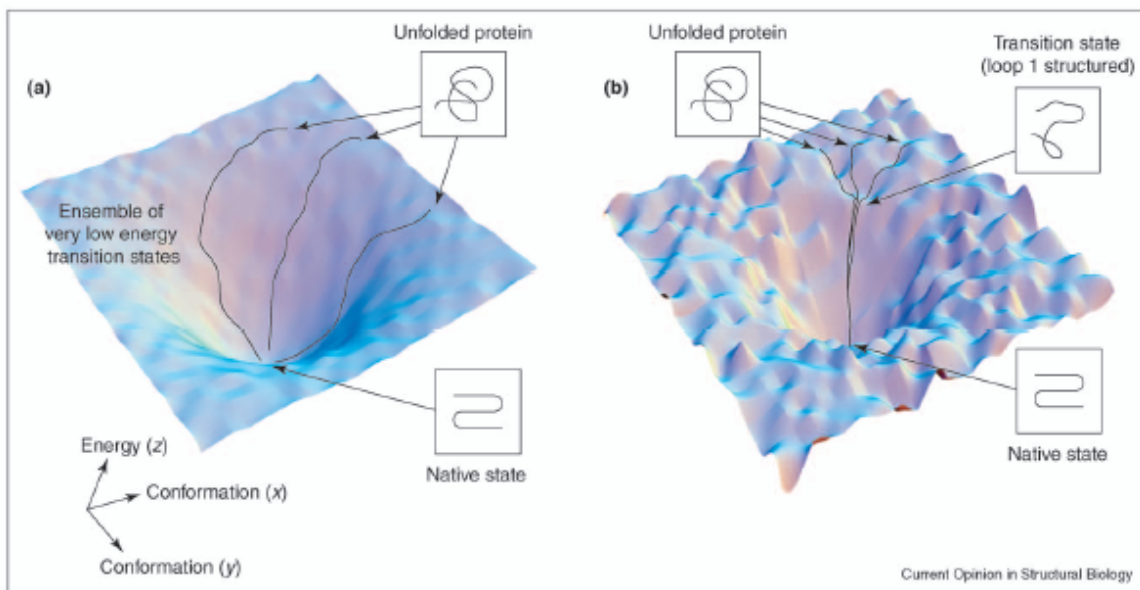 (a)
Unfolded protein
Ensemble of
very low energy
transition states
Native state
Energy (z)
Conformation (x)
Conformation (y)
(b)
Unfolded protein
Transition state
(loop 1 structured)
Native state
Current Opinion in Structural Biology